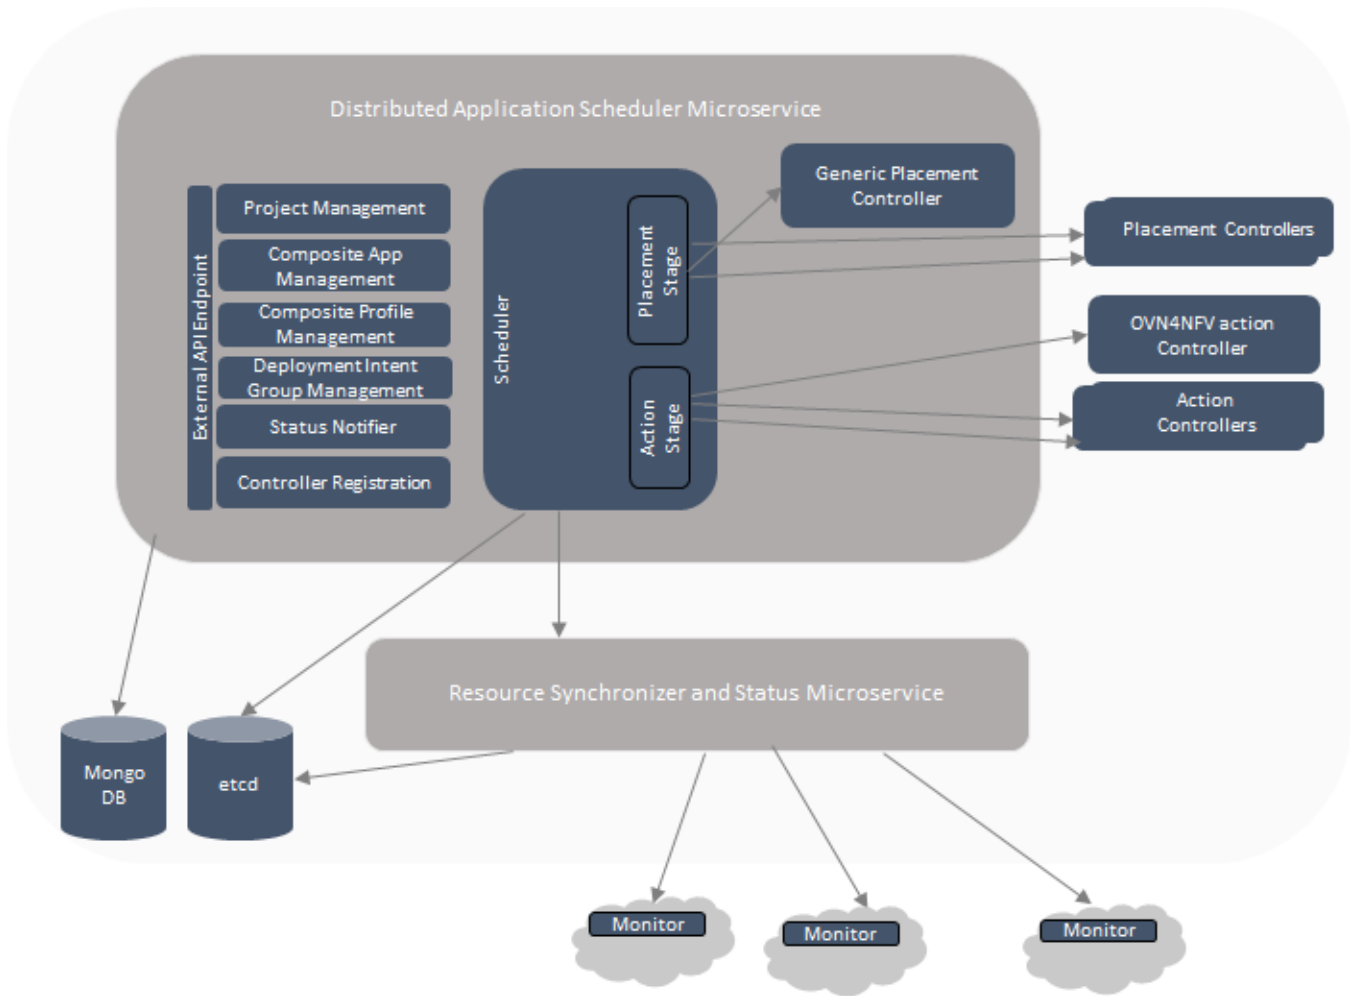 Distributed Application Scheduler Microservice
External API Endpoint
Project Management
Composite App
Management
Composite Profile
Management
Deployment Intent
Group Management
Status Notifier
Controller Registration
Scheduler
Placement
Stage
Action
Stage
Generic Placement
Controller
Placement Controllers
OVN4NFV action
Controller
Action
Controllers
Resource Synchronizer and Status Microservice
Mongo
DB
etcd
Monitor
Monitor
Monitor